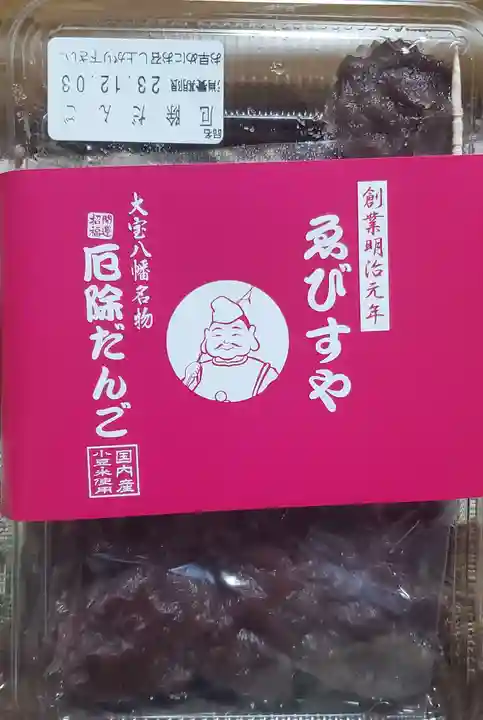 品名
厄除だんご
消費期限
23.12.03
お早めにお召し上がり下さい。
創業明治元年
ゑびすや
大宝八幡名物
開運
招福
厄除だんご
国内産
小豆米使用